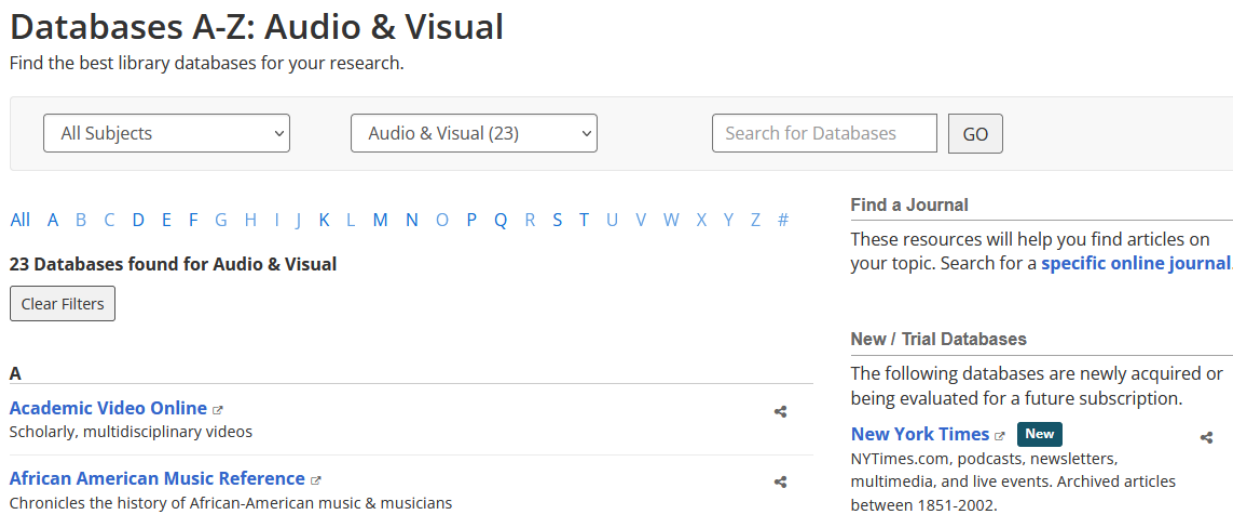 Databases A-Z: Audio & Visual
Find the best library databases for your research.
All Subjects
Audio & Visual (23)
Search for Databases
GO
All A B C D E F G H I J K L M N O P Q R S T U V W X Y Z #
23 Databases found for Audio & Visual
Clear Filters
A
Academic Video Online
Scholarly, multidisciplinary videos
African American Music Reference
Chronicles the history of African-American music & musicians
Find a Journal
These resources will help you find articles on
your topic. Search for a specific online journal.
New / Trial Databases
The following databases are newly acquired or
being evaluated for a future subscription.
New York Times New
NYTimes.com, podcasts, newsletters,
multimedia, and live events. Archived articles
between 1851-2002.